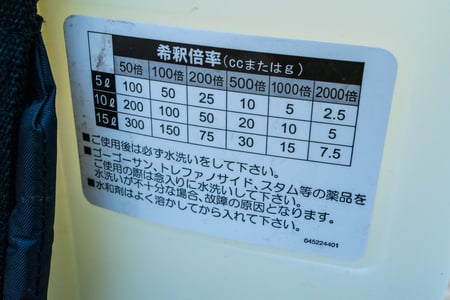 希釈倍率(ccまたはg)
50倍 100倍 200倍 500倍 1000倍 2000倍
5ℓ 100 50 25 10 5 2.5
10ℓ 200 100 50 20 10 5
15ℓ 300 150 75 30 15 7.5
■ご使用後は必ず水洗いをして下さい。
■ゴーゴーサン、トレファノサイド、スタム等の薬品を
ご使用の際は念入りに水洗いして下さい。
水洗いが不十分な場合、故障の原因となります。
■水和剤はよく溶かしてから入れて下さい。
045224401